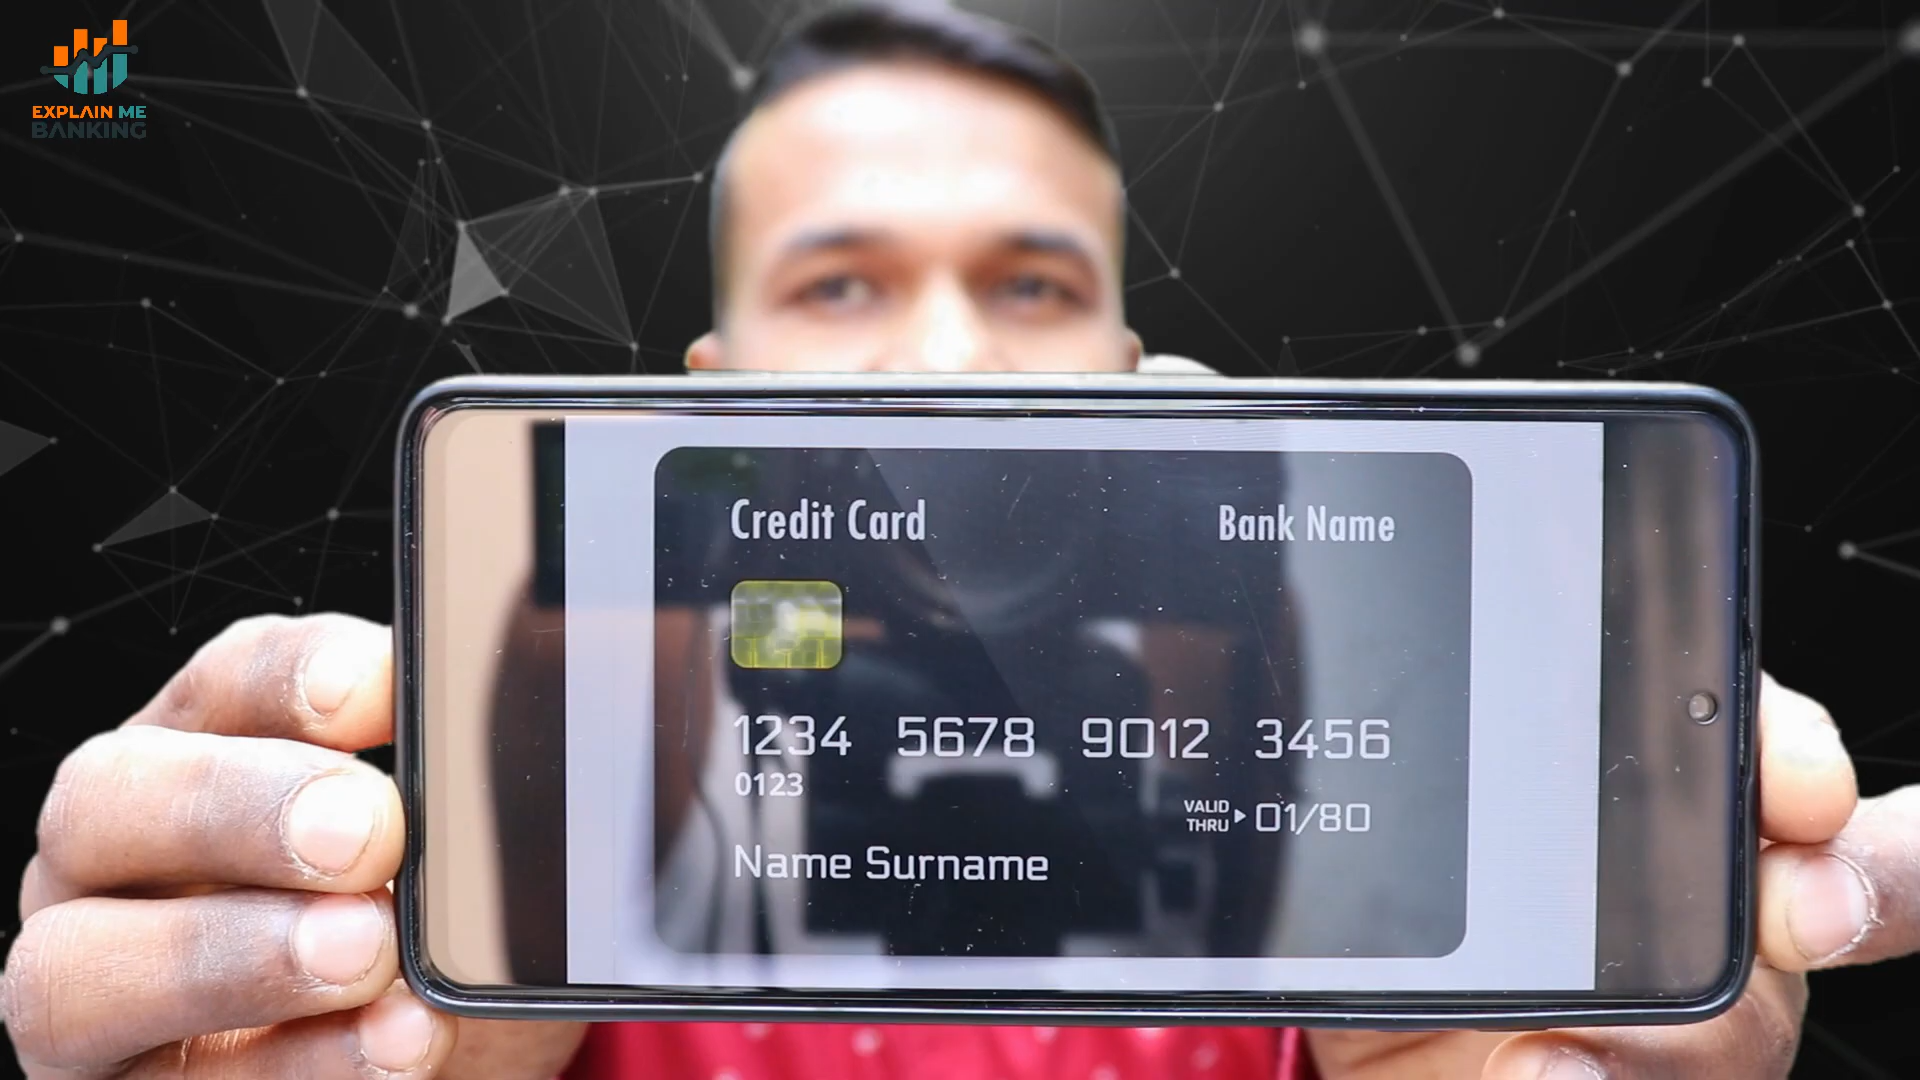 EXPLAIN ME
BANKING
Credit Card
Bank Name
1234 5678 9012 3456
0123
VALID
THRU
01/80
Name Surname